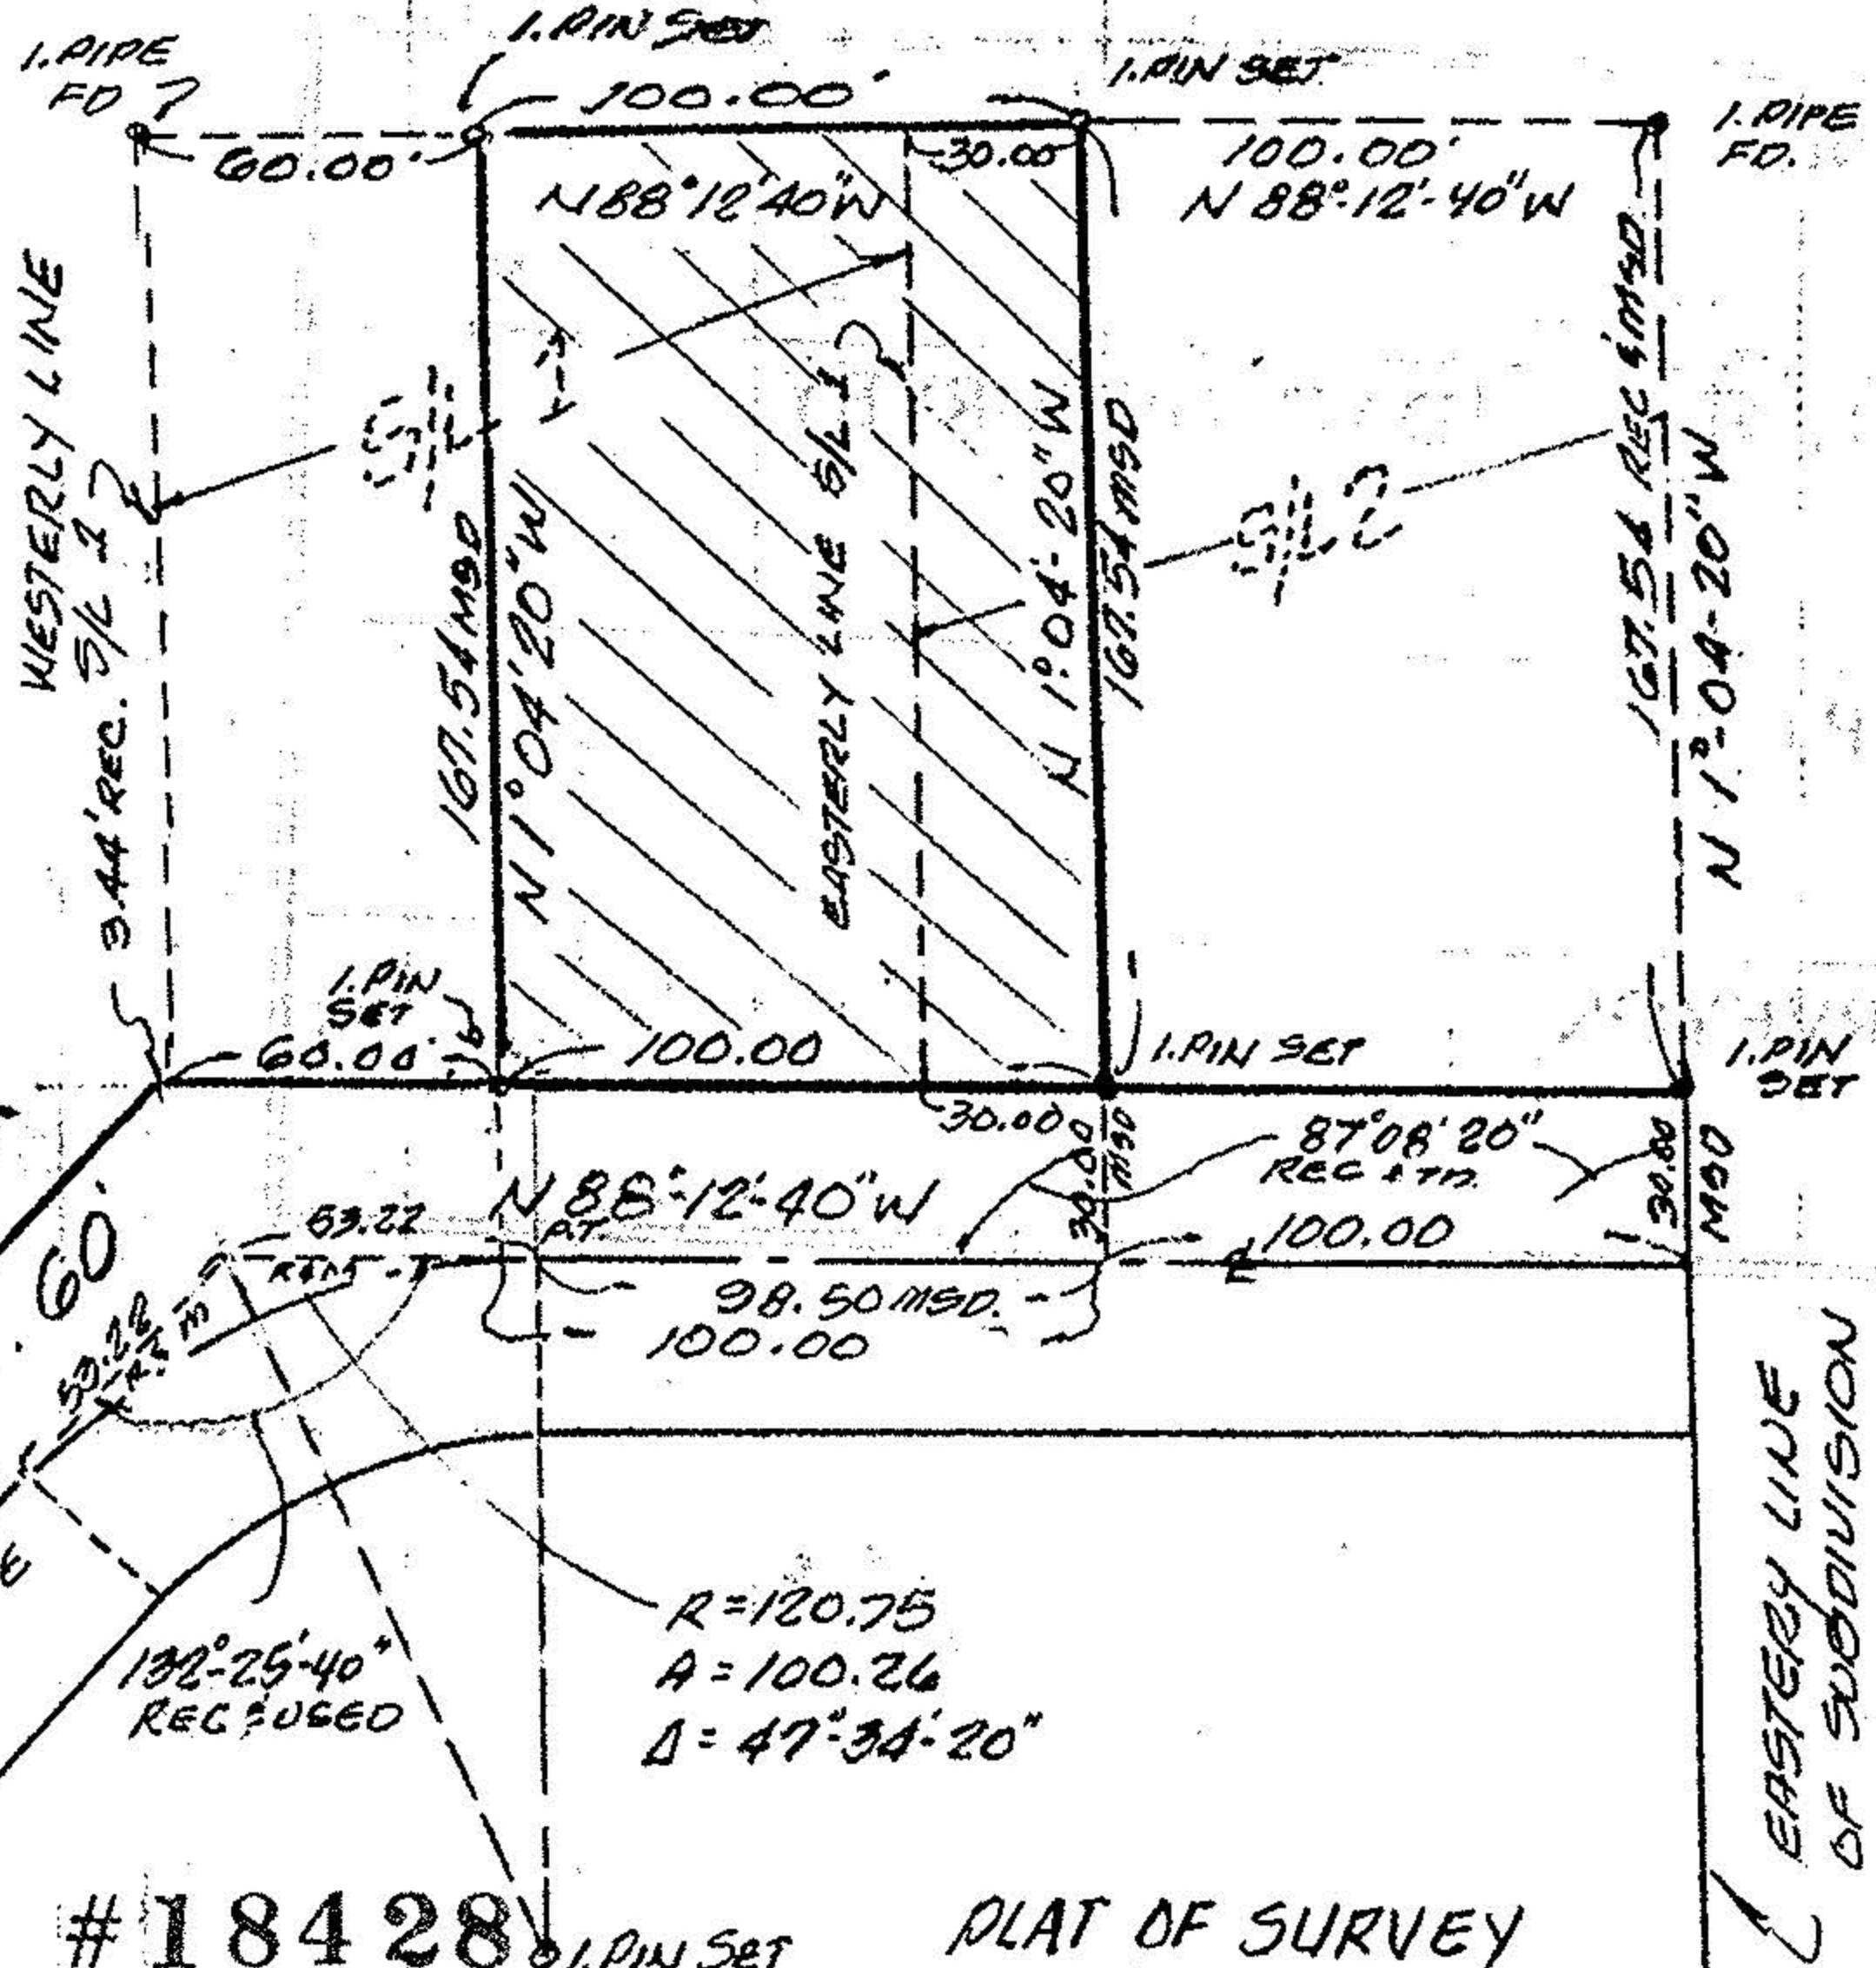 I. PIPE
FD
I. PIN SET
I. PIN SET
I. PIPE
FD.
100.00'
60.00'
30.00
100.00'
N 88°12'40" W
N 88°-12'-40" W
WESTERLY LINE
S/L 1
344' REC.
S/L 1
167.54 MSD
N 1°04'20" W
EASTERLY LINE S/L 1
N 1°-04'-20" W
167.54 MSD
S/L 2
167.54 REC & MSD.
N 1°-04'-20" W
I. PIN
SET
60.00'
100.00
I. PIN SET
I. PIN
SET
30.00
30.00
MSD
87°08'20"
REC
30.00
MSD
N 88°-12'-40" W
60'
53.22
P.T.
100.00
53.22
98.50 MSD.
100.00
R = 120.75
A = 100.26
Δ = 47°-34'-20"
132°-25'-40"
REC & USED
EASTERLY LINE
OF SUBDIVISION
#18428
I. PIN SET
PLAT OF SURVEY